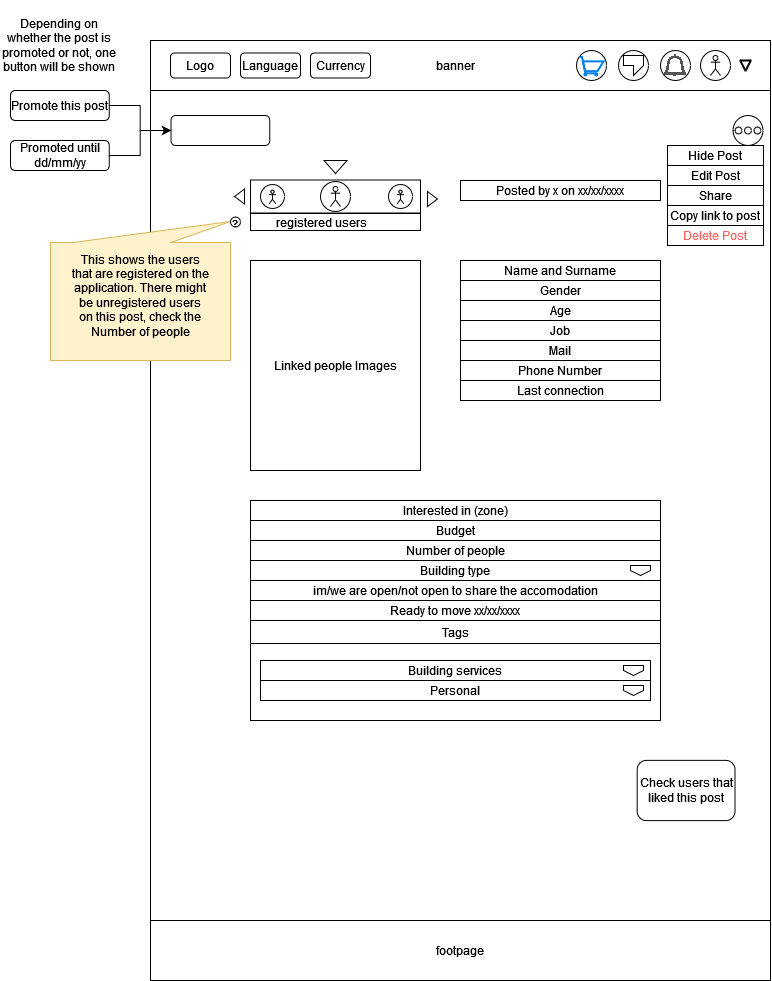 Depending on
whether the post is
promoted or not, one
button will be shown
Logo
Language
Currency
banner
Promote this post
Promoted until
dd/mm/yy
Hide Post
Edit Post
Share
Copy link to post
Delete Post
Posted by x on xx/xx/xxxx
registered users
?
This shows the users
that are registered on the
application. There might
be unregistered users
on this post, check the
Number of people
Linked people Images
Name and Surname
Gender
Age
Job
Mail
Phone Number
Last connection
Interested in (zone)
Budget
Number of people
Building type
im/we are open/not open to share the accomodation
Ready to move xx/xx/xxxx
Tags
Building services
Personal
Check users that
liked this post
footpage